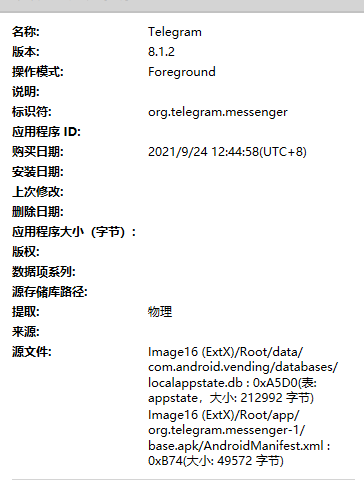 名称: Telegram
版本: 8.1.2
操作模式: Foreground
说明:
标识符: org.telegram.messenger
应用程序 ID:
购买日期: 2021/9/24 12:44:58(UTC+8)
安装日期:
上次修改:
删除日期:
应用程序大小（字节）:
版权:
数据项系列:
源存储库路径:
提取: 物理
来源:
源文件: Image16 (ExtX)/Root/data/
com.android.vending/databases/
localappstate.db : 0xA5D0(表:
appstate，大小: 212992 字节)
Image16 (ExtX)/Root/app/
org.telegram.messenger-1/
base.apk/AndroidManifest.xml :
0xB74(大小: 49572 字节)